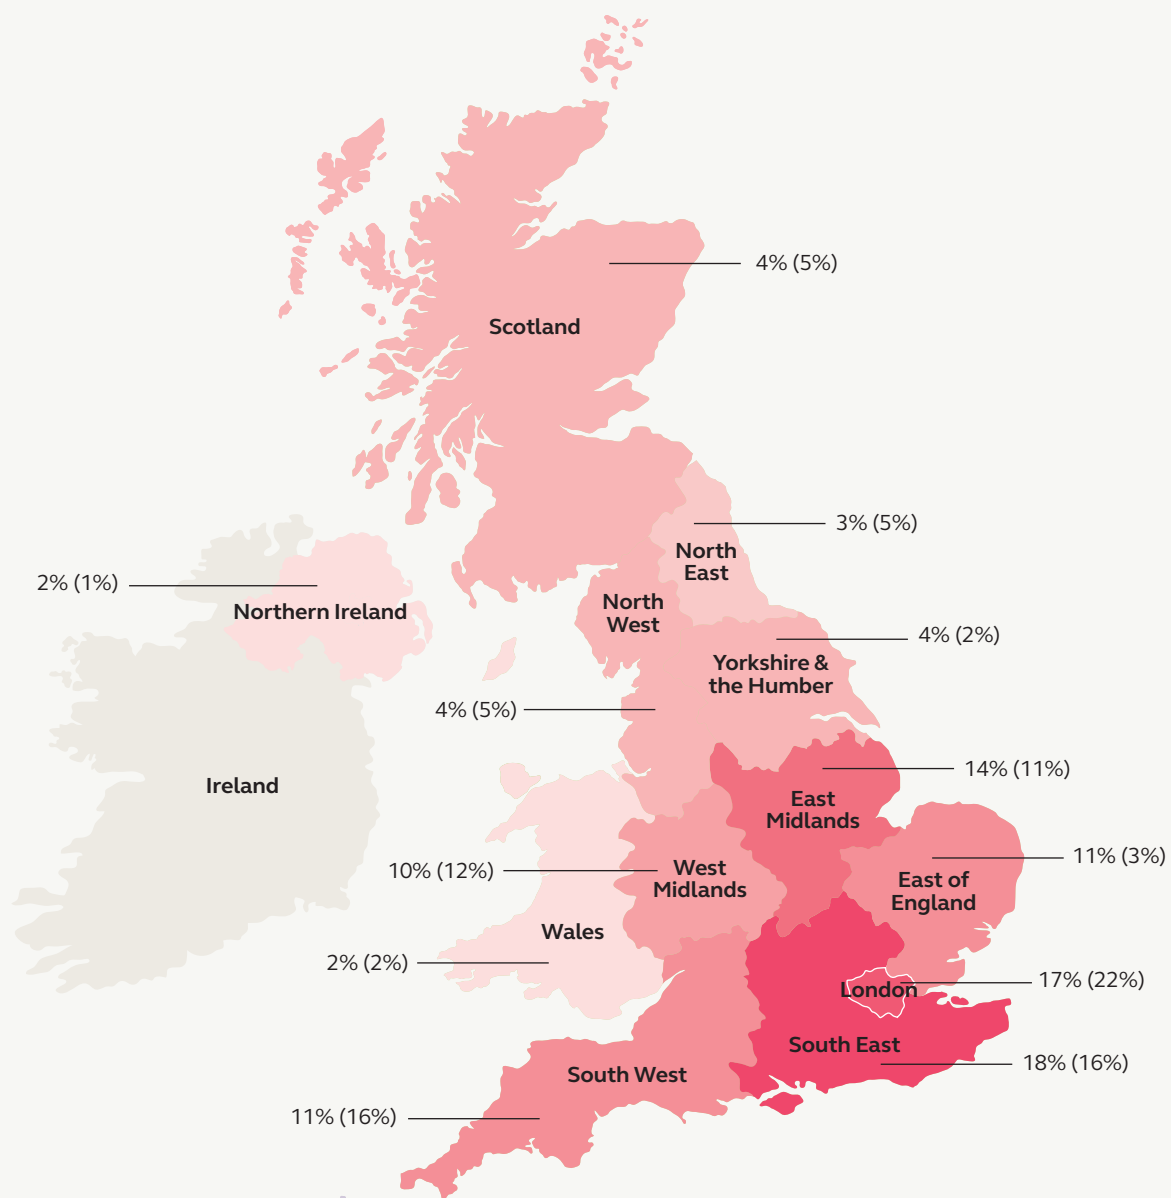 4% (5%)
Scotland
3% (5%)
North
East
2% (1%)
Northern Ireland
North
West
4% (2%)
Yorkshire &
the Humber
4% (5%)
14% (11%)
Ireland
East
Midlands
11% (3%)
10% (12%)
West
Midlands
East of
England
Wales
2% (2%)
17% (22%)
London
South East
18% (16%)
South West
11% (16%)